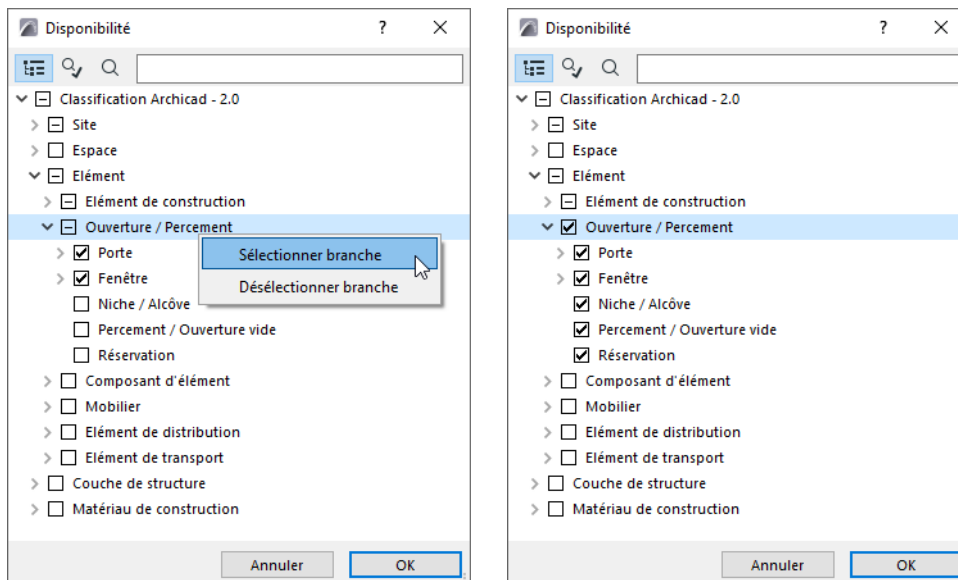 Disponibilité ?
Classification Archicad - 2.0
Site
Espace
Elément
Elément de construction
Ouverture / Percement
Porte
Sélectionner branche
Fenêtre
Désélectionner branche
Niche / Alcôve
Percement / Ouverture vide
Réservation
Composant d'élément
Mobilier
Elément de distribution
Elément de transport
Couche de structure
Matériau de construction
Annuler OK
Disponibilité ?
Classification Archicad - 2.0
Site
Espace
Elément
Elément de construction
Ouverture / Percement
Porte
Fenêtre
Niche / Alcôve
Percement / Ouverture vide
Réservation
Composant d'élément
Mobilier
Elément de distribution
Elément de transport
Couche de structure
Matériau de construction
Annuler OK